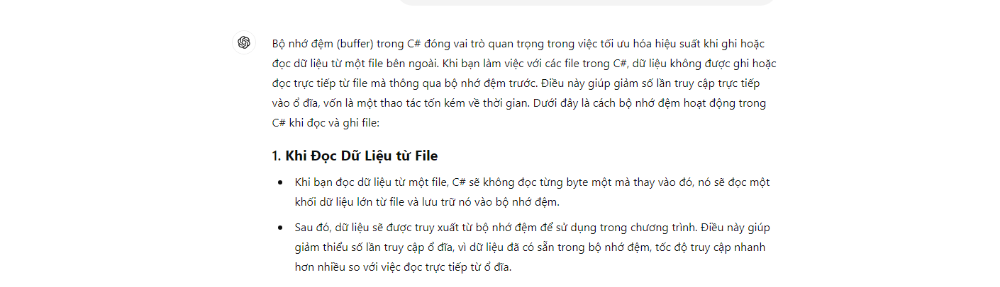 Bộ nhớ đệm (buffer) trong C# đóng vai trò quan trọng trong việc tối ưu hóa hiệu suất khi ghi hoặc
đọc dữ liệu từ một file bên ngoài. Khi bạn làm việc với các file trong C#, dữ liệu không được ghi hoặc
đọc trực tiếp từ file mà thông qua bộ nhớ đệm trước. Điều này giúp giảm số lần truy cập trực tiếp
vào ổ đĩa, vốn là một thao tác tốn kém về thời gian. Dưới đây là cách bộ nhớ đệm hoạt động trong
C# khi đọc và ghi file:
1. Khi Đọc Dữ Liệu từ File
• Khi bạn đọc dữ liệu từ một file, C# sẽ không đọc từng byte một mà thay vào đó, nó sẽ đọc một
khối dữ liệu lớn từ file và lưu trữ nó vào bộ nhớ đệm.
• Sau đó, dữ liệu sẽ được truy xuất từ bộ nhớ đệm để sử dụng trong chương trình. Điều này giúp
giảm thiểu số lần truy cập ổ đĩa, vì dữ liệu đã có sẵn trong bộ nhớ đệm, tốc độ truy cập nhanh
hơn nhiều so với việc đọc trực tiếp từ ổ đĩa.